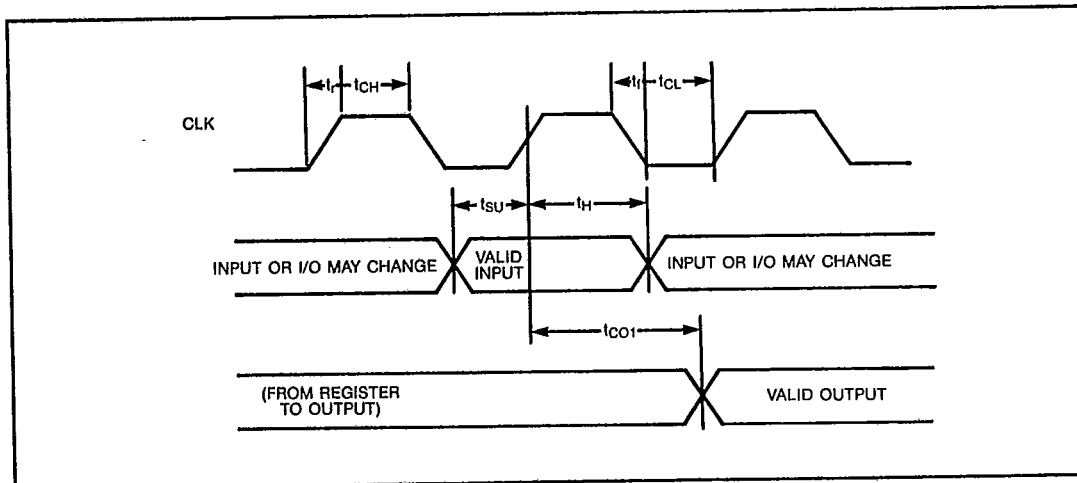 tr tCH tf tCL
CLK
tSU tH
INPUT OR I/O MAY CHANGE VALID INPUT INPUT OR I/O MAY CHANGE
tCO1
(FROM REGISTER TO OUTPUT) VALID OUTPUT